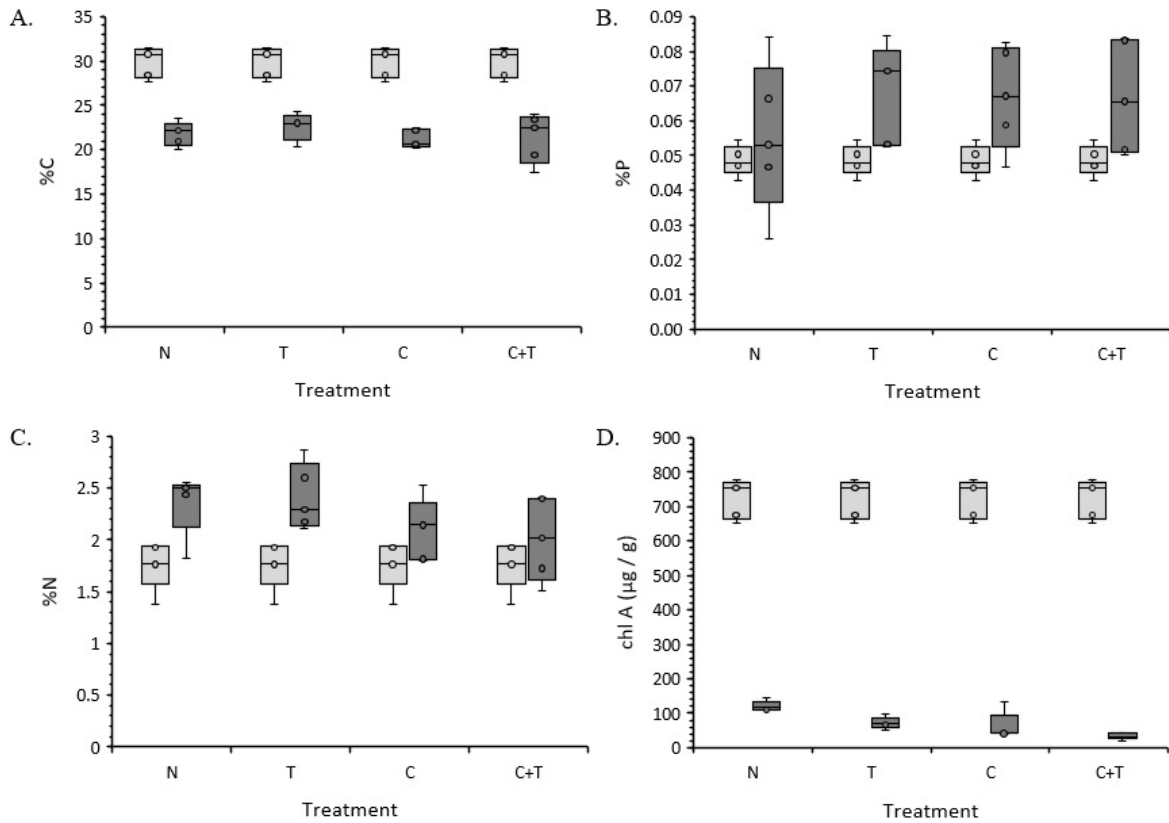 A.
35
30
25
20
15
10
5
0
%C
N T C C+T
Treatment
B.
0.09
0.08
0.07
0.06
0.05
0.04
0.03
0.02
0.01
0.00
%P
N T C C+T
Treatment
C.
3
2.5
2
1.5
1
0.5
0
%N
N T C C+T
Treatment
D.
900
800
700
600
500
400
300
200
100
0
chl A (µg / g)
N T C C+T
Treatment